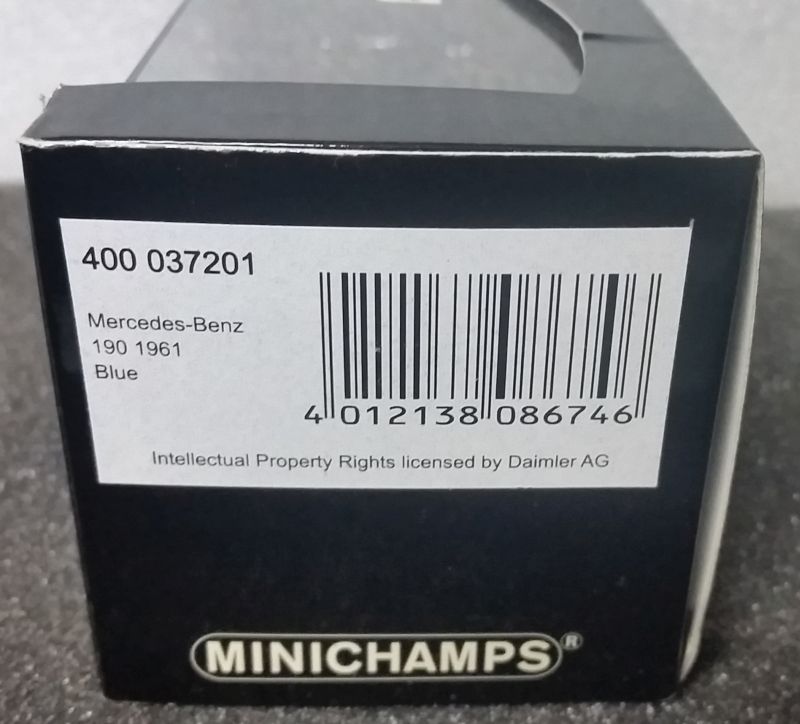 400 037201
Mercedes-Benz
190 1961
Blue
4 012138 086746
Intellectual Property Rights licensed by Daimler AG
MINICHAMPS®